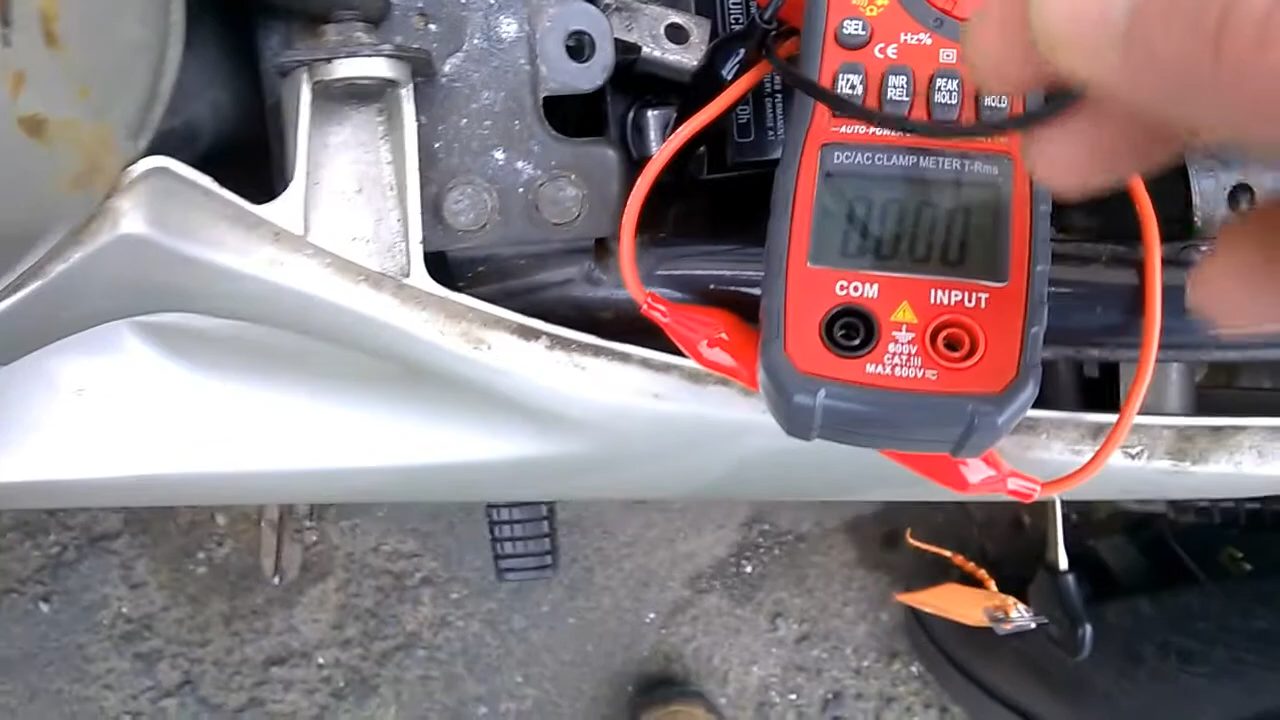 QUICK
SEL
Hz%
CE
HZ%
INR
REL
PEAK
HOLD
HOLD
AUTO-POWER
DC/AC CLAMP METER T-Rms
0.000
COM
INPUT
600V
CAT.III
MAX 600V